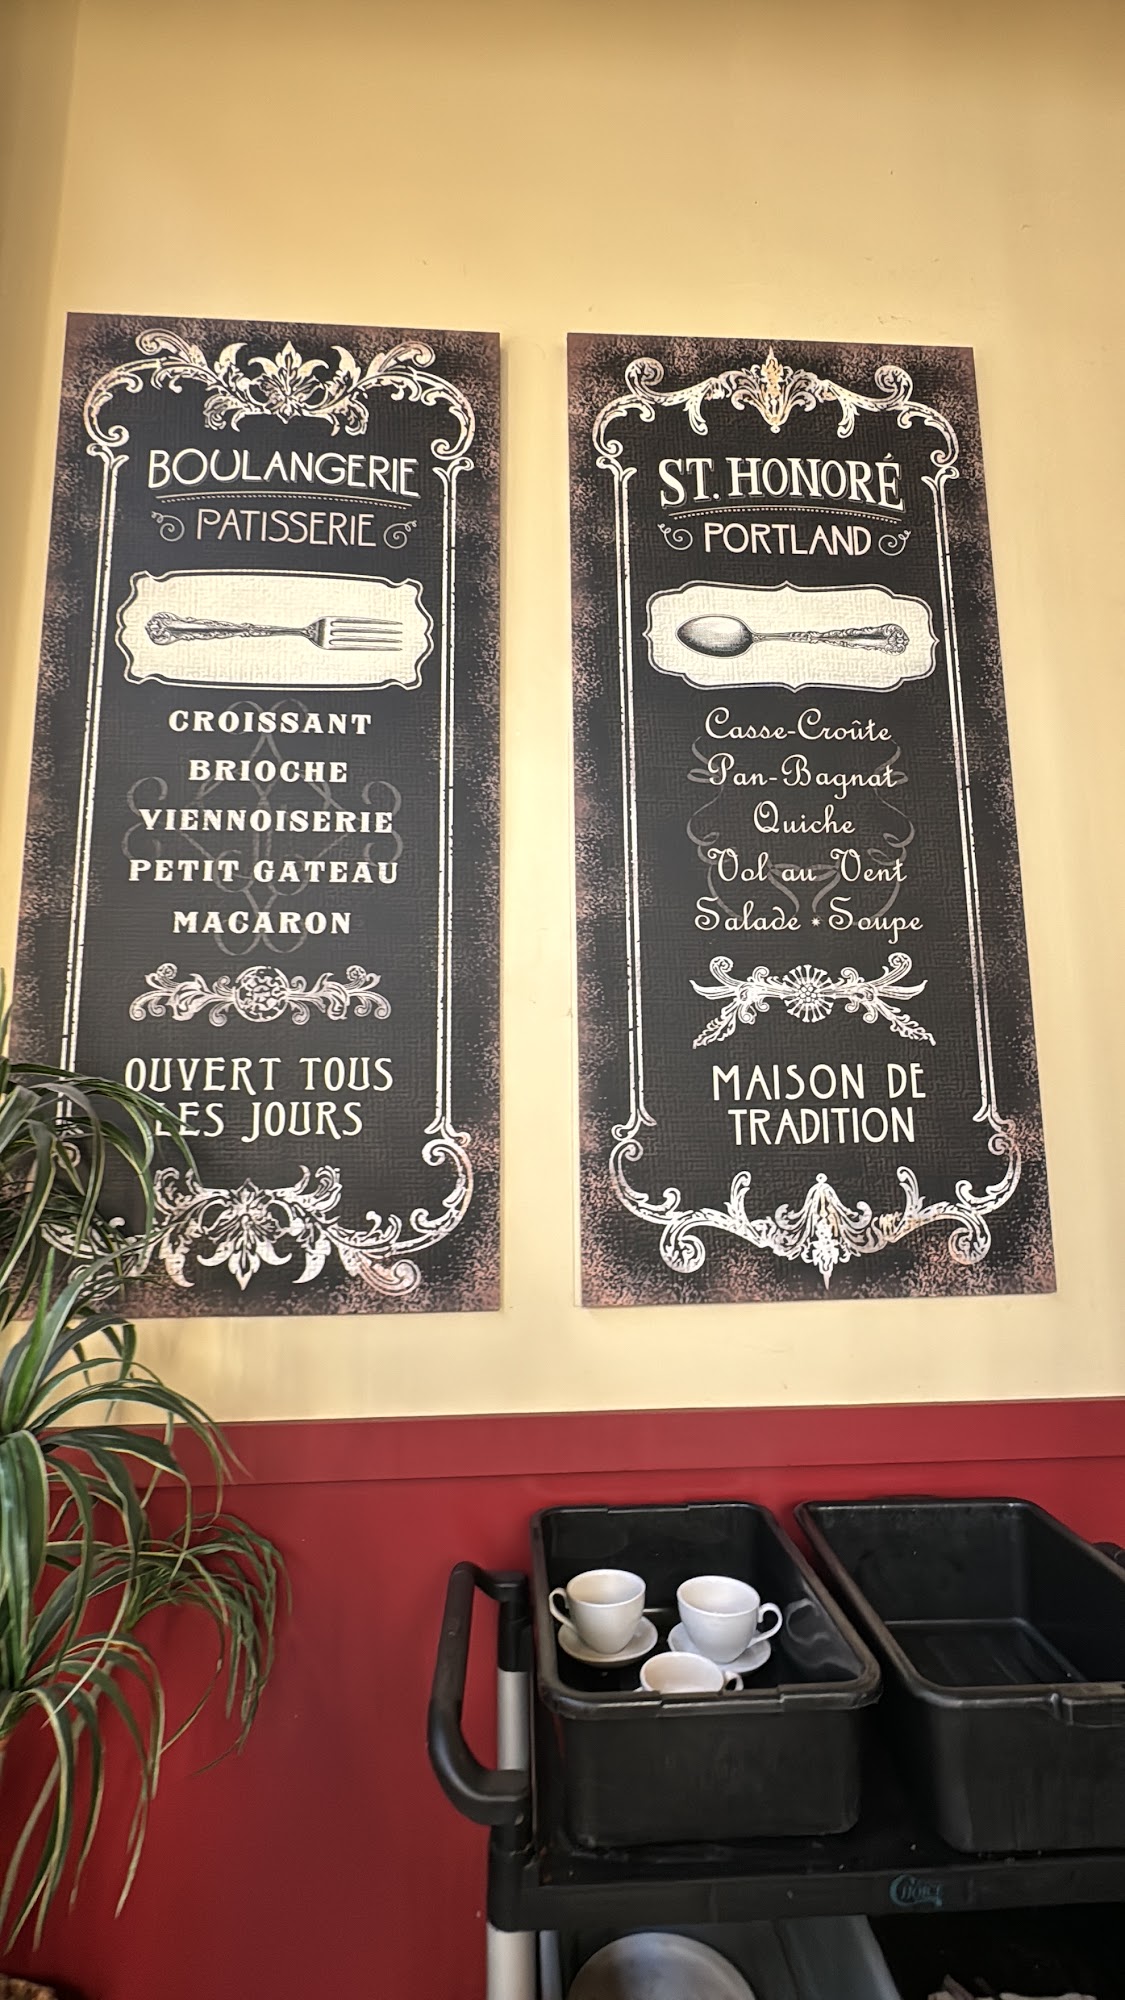 BOULANGERIE
PATISSERIE
CROISSANT
BRIOCHE
VIENNOISERIE
PETIT GATEAU
MACARON
OUVERT TOUS
LES JOURS
ST. HONORÉ
PORTLAND
Casse-Croûte
Pan-Bagnat
Quiche
Vol au Vent
Salade * Soupe
MAISON DE
TRADITION